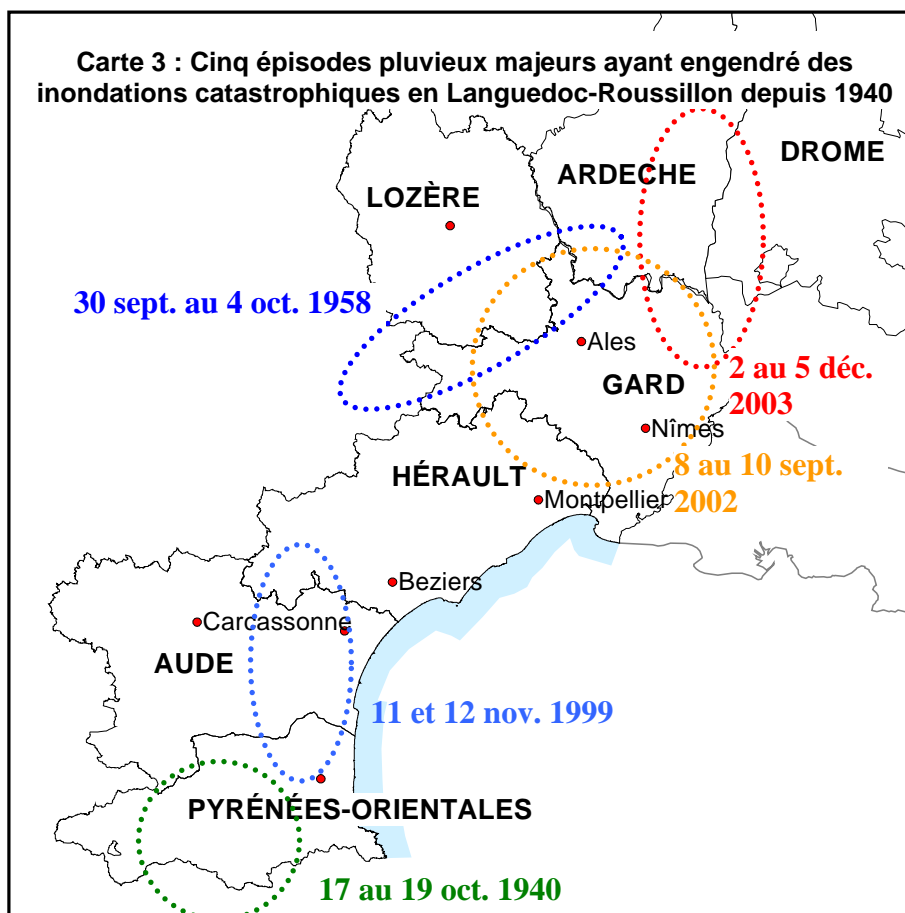 Carte 3 : Cinq épisodes pluvieux majeurs ayant engendré des
inondations catastrophiques en Languedoc-Roussillon depuis 1940
DROME
ARDECHE
LOZÈRE
30 sept. au 4 oct. 1958
Ales
GARD
2 au 5 déc.
2003
Nîmes
8 au 10 sept.
2002
HÉRAULT
Montpellier
Beziers
Carcassonne
AUDE
11 et 12 nov. 1999
PYRÉNÉES-ORIENTALES
17 au 19 oct. 1940